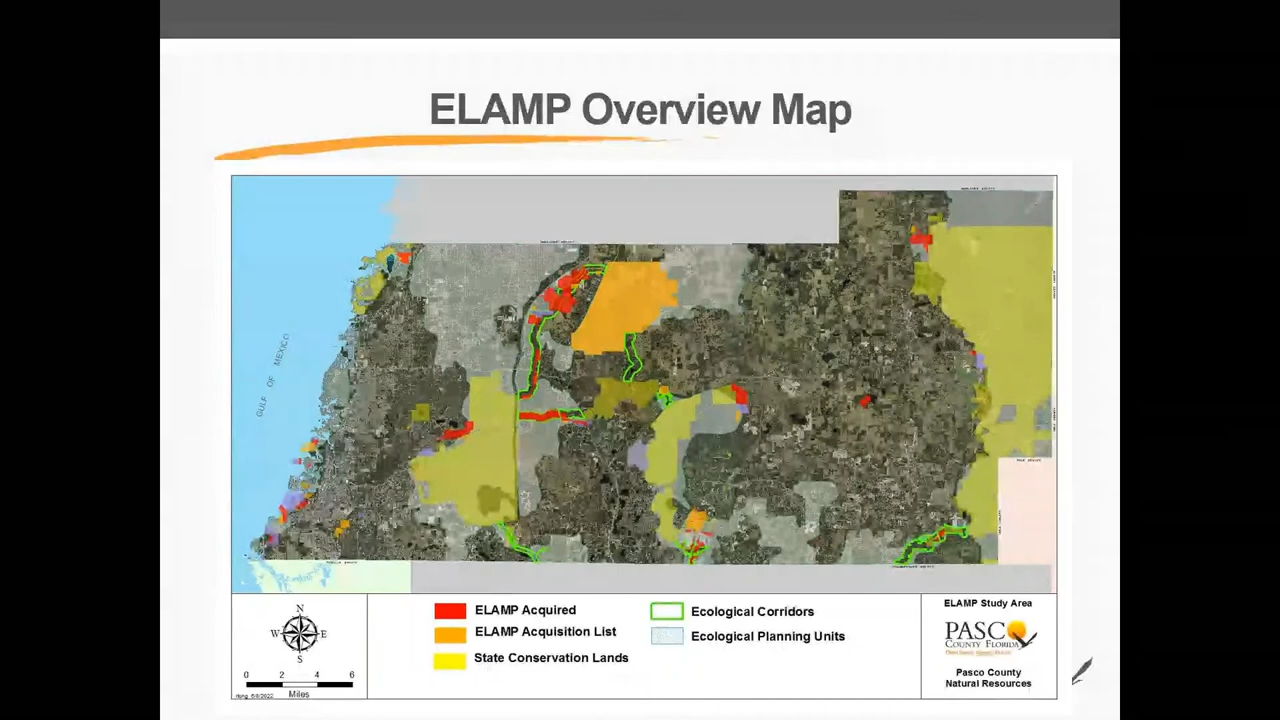 ELAMP Overview Map
GULF OF MEXICO
N
W E
S
0 2 4 6
Miles
ELAMP Acquired
ELAMP Acquisition List
State Conservation Lands
Ecological Corridors
Ecological Planning Units
ELAMP Study Area
PASCO
COUNTY FLORIDA
Pasco County
Natural Resources